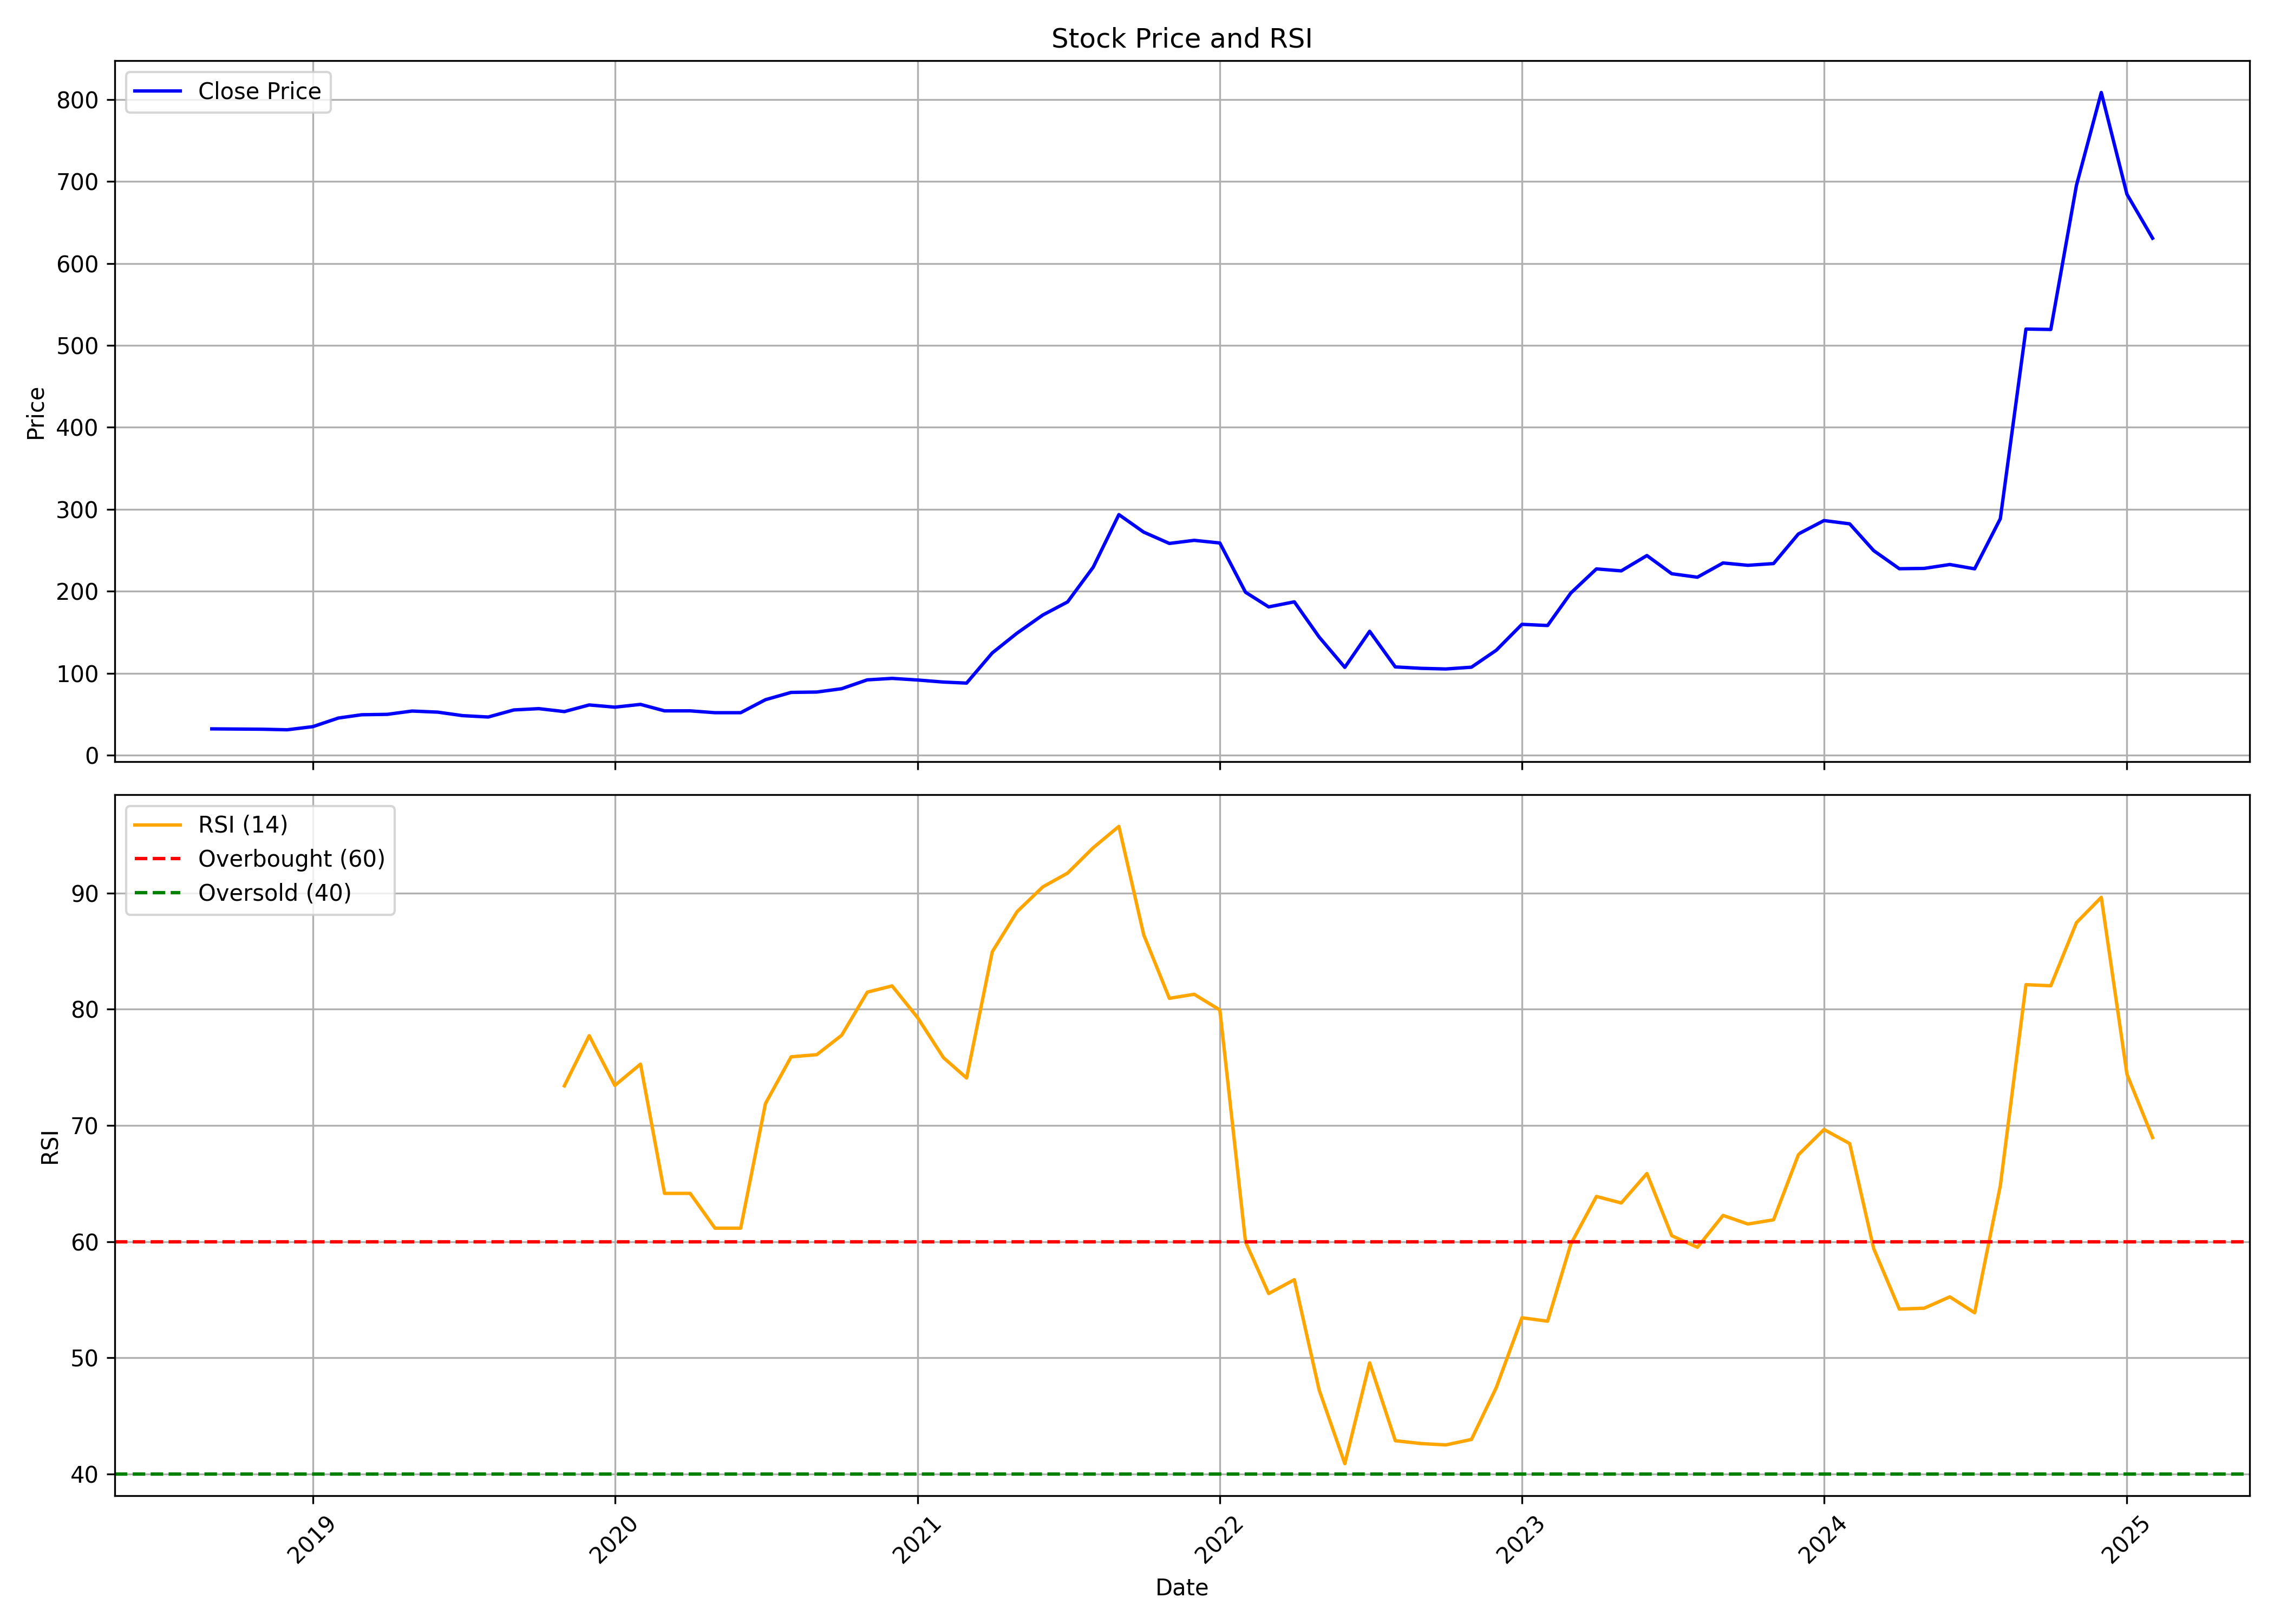 Stock Price and RSI
Close Price
800
700
600
500
400
300
200
100
0
Price
RSI (14)
Overbought (60)
Oversold (40)
90
80
70
60
50
40
RSI
2019
2020
2021
2022
2023
2024
2025
Date